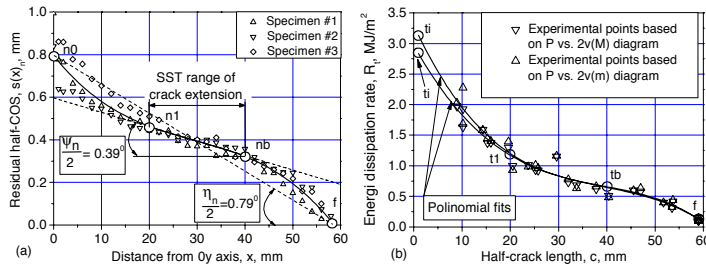 Residual half-COS, s(x)n, mm
1.0
0.8
0.6
0.4
0.2
0.0
n0
Specimen #1
Specimen #2
Specimen #3
SST range of
crack extension
n1
nb
ψn/2 = 0.39⁰
ηn/2 =0.79⁰
f
0 10 20 30 40 50 60
(a)
Distance from 0y axis, x, mm
Energi dissipation rate, Rt, MJ/m²
3.5
3.0
2.5
2.0
1.5
1.0
0.5
0.0
ti
ti
Experimental points based
on P vs. 2v(M) diagram
Experimental points based
on P vs. 2v(m) diagram
t1
tb
Polinomial fits
f
0 10 20 30 40 50 60
(b)
Half-crack length, c, mm